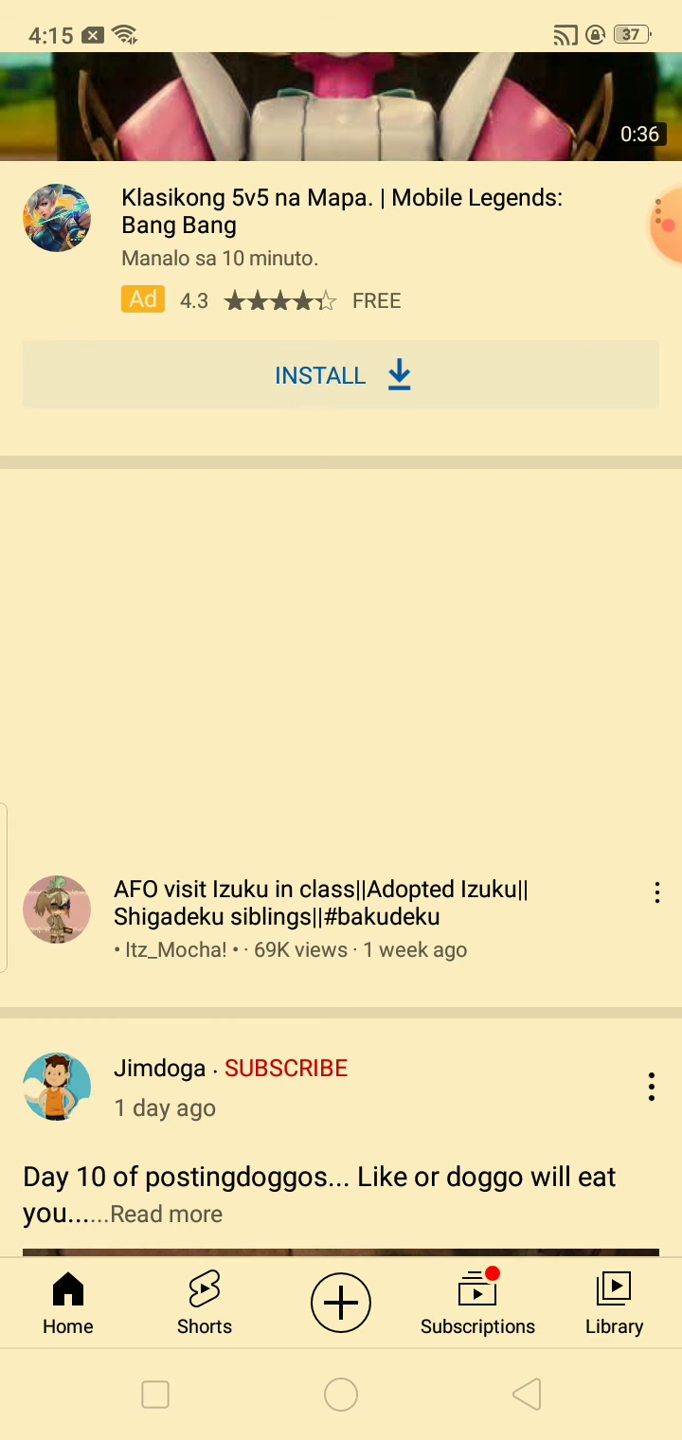 4:15
37
0:36
Klasikong 5v5 na Mapa. | Mobile Legends:
Bang Bang
Manalo sa 10 minuto.
Ad 4.3 FREE
INSTALL
AFO visit Izuku in class||Adopted Izuku||
Shigadeku siblings||#bakudeku
• Itz_Mocha! • · 69K views · 1 week ago
Jimdoga · SUBSCRIBE
1 day ago
Day 10 of postingdoggos... Like or doggo will eat
you......Read more
Home Shorts Subscriptions Library